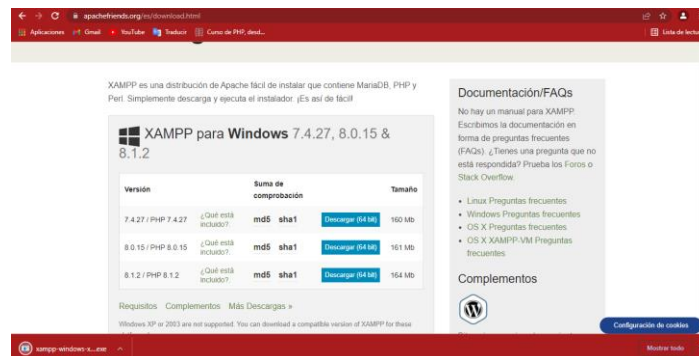 apachefriends.org/es/download.html
Aplicaciones
Gmail
YouTube
Traducir
Curso de PHP, desd...
Lista de lectu
XAMPP es una distribución de Apache fácil de instalar que contiene MariaDB, PHP y
Perl. Simplemente descarga y ejecuta el instalador. ¡Es así de fácil!
XAMPP para Windows 7.4.27, 8.0.15 &
8.1.2
Versión
Suma de
comprobación
Tamaño
7.4.27 / PHP 7.4.27
¿Qué está
incluido?
md5 sha1
Descargar (64 bit)
160 Mb
8.0.15 / PHP 8.0.15
¿Qué está
incluido?
md5 sha1
Descargar (64 bit)
161 Mb
8.1.2 / PHP 8.1.2
¿Qué está
incluido?
md5 sha1
Descargar (64 bit)
164 Mb
Requisitos Complementos Más Descargas »
Windows XP or 2003 are not supported. You can download a compatible version of XAMPP for these
Documentación/FAQs
No hay un manual para XAMPP.
Escribimos la documentación en
forma de preguntas frecuentes
(FAQs). ¿Tienes una pregunta que no
está respondida? Prueba los Foros o
Stack Overflow.
Linux Preguntas frecuentes
Windows Preguntas frecuentes
OS X Preguntas frecuentes
OS X XAMPP-VM Preguntas
frecuentes
Complementos
Configuración de cookies
xampp-windows-x....exe
Mostrar todo